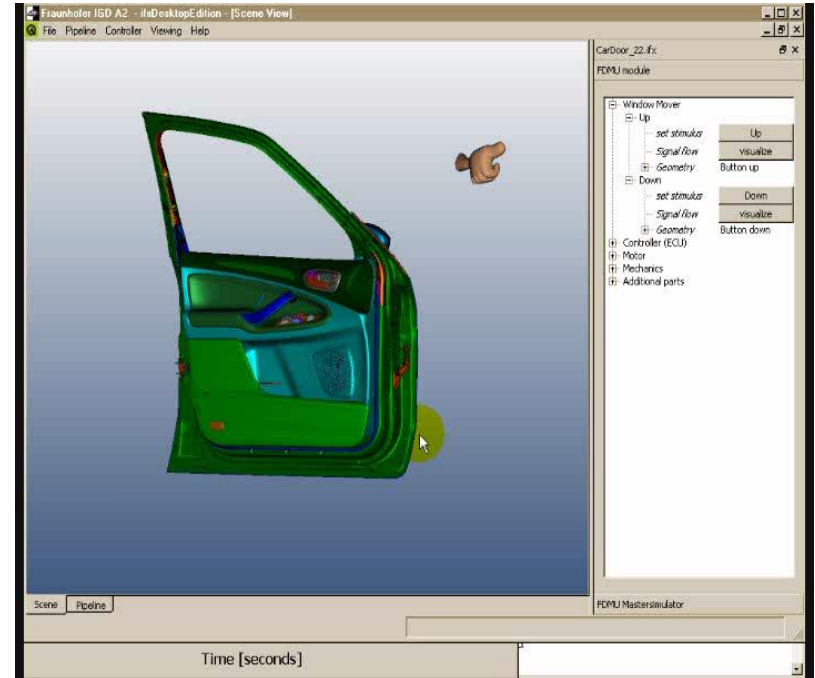 Fraunhofer IGD A2 - ifxDesktopEdition - [Scene View]
File Pipeline Controller Viewing Help
CarDoor_22.ifx
FDMU module
Window Mover
Up
set stimulus Up
Signal flow visualize
Geometry Button up
Down
set stimulus Down
Signal flow visualize
Geometry Button down
Controller (ECU)
Motor
Mechanics
Additional parts
Scene Pipeline
FDMU Mastersimulator
Time [seconds]